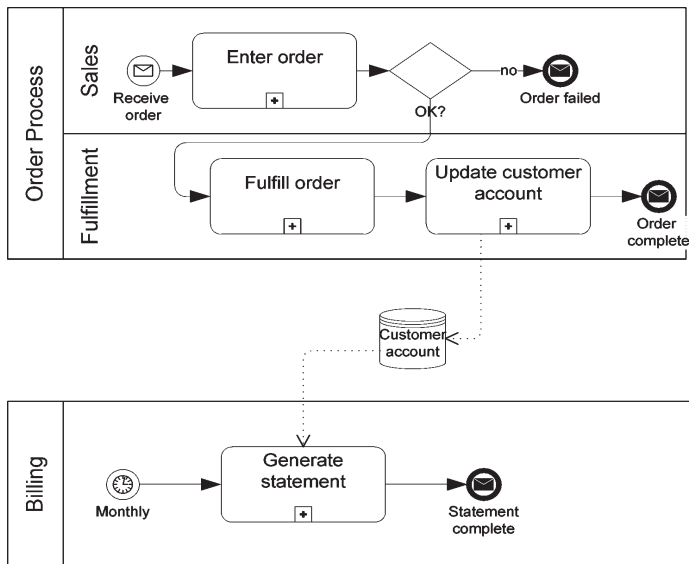 Order Process
Sales
Receive
order
Enter order
OK?
no
Order failed
Fulfillment
Fulfill order
Update customer
account
Order
complete
Customer
account
Billing
Monthly
Generate
statement
Statement
complete